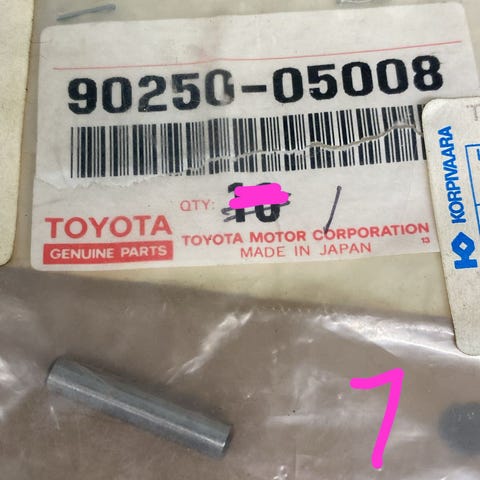 90250-05008
QTY: 10
TOYOTA
GENUINE PARTS
TOYOTA MOTOR CORPORATION
MADE IN JAPAN
13
KORPIVAARA
7